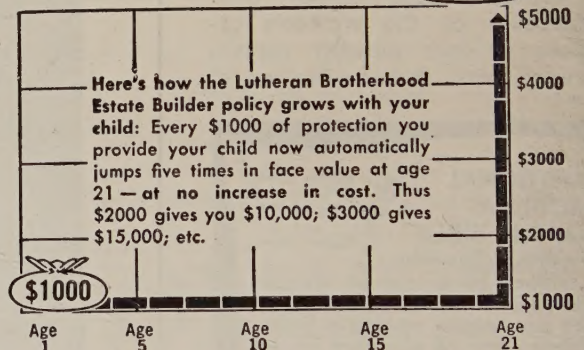 $5000
Here's how the Lutheran Brotherhood
Estate Builder policy grows with your
child: Every $1000 of protection you
provide your child now automatically
jumps five times in face value at age
21 — at no increase in cost. Thus
$2000 gives you $10,000; $3000 gives
$15,000; etc.
$4000
$3000
$2000
$1000
$1000
Age Age Age Age Age
1 5 10 15 21